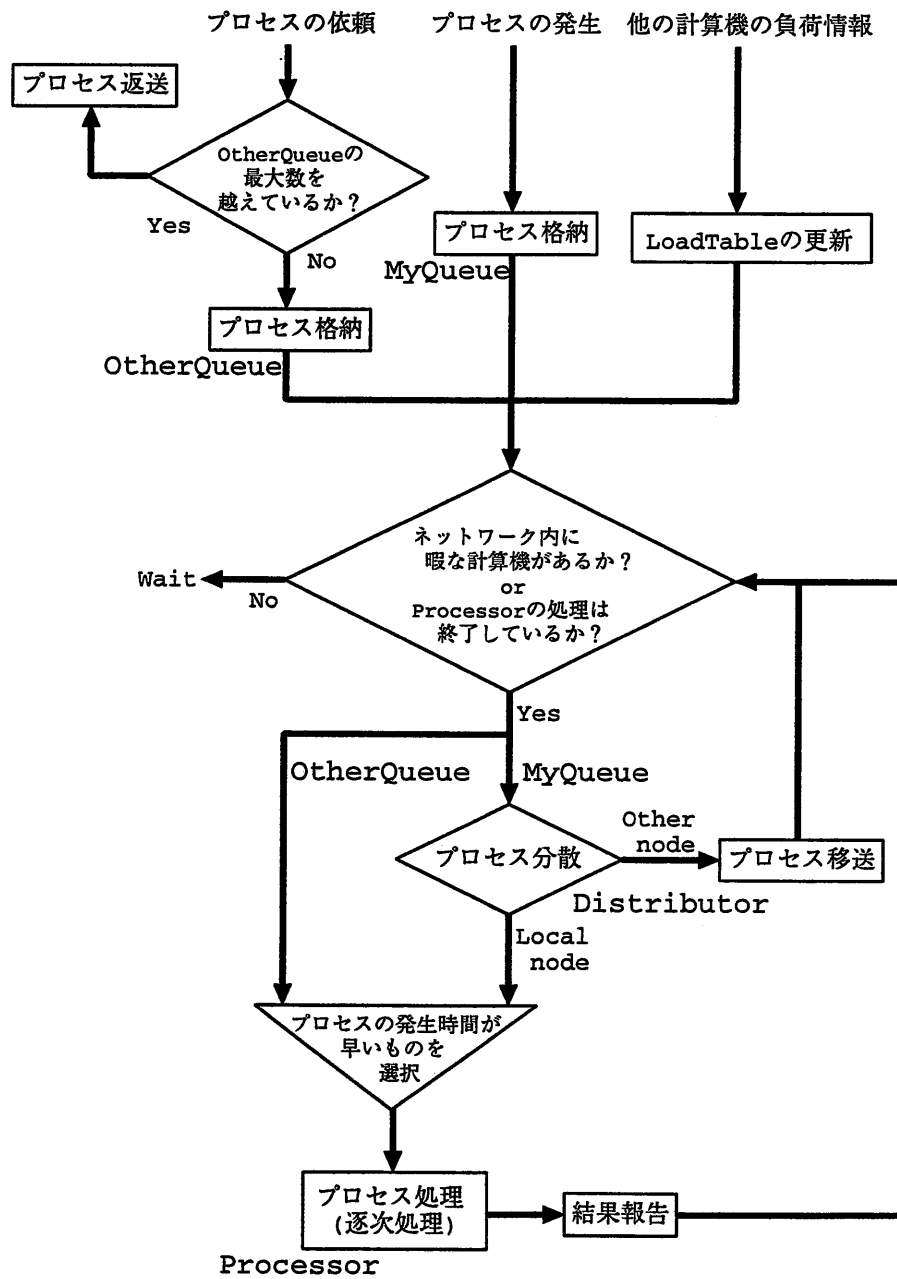 プロセスの依頼
プロセスの発生
他の計算機の負荷情報
プロセス返送
OtherQueueの
最大数を
越えているか？
Yes
No
プロセス格納
MyQueue
LoadTableの更新
プロセス格納
OtherQueue
ネットワーク内に
暇な計算機があるか？
or
Processorの処理は
終了しているか？
Wait
No
Yes
OtherQueue
MyQueue
プロセス分散
Other
node
プロセス移送
Distributor
Local
node
プロセスの発生時間が
早いものを
選択
プロセス処理
(逐次処理)
結果報告
Processor